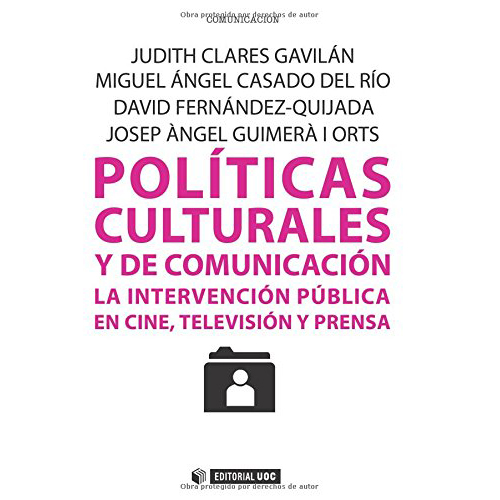 Obra protegido por derechos de autor
COMUNICACIÓN
JUDITH CLARES GAVILÁN
MIGUEL ÁNGEL CASADO DEL RÍO
DAVID FERNÁNDEZ-QUIJADA
JOSEP ÀNGEL GUIMERÀ I ORTS
POLÍTICAS
CULTURALES
Y DE COMUNICACIÓN
LA INTERVENCIÓN PÚBLICA
EN CINE, TELEVISIÓN Y PRENSA
EDITORIAL UOC
Obra protegido por derechos de autor